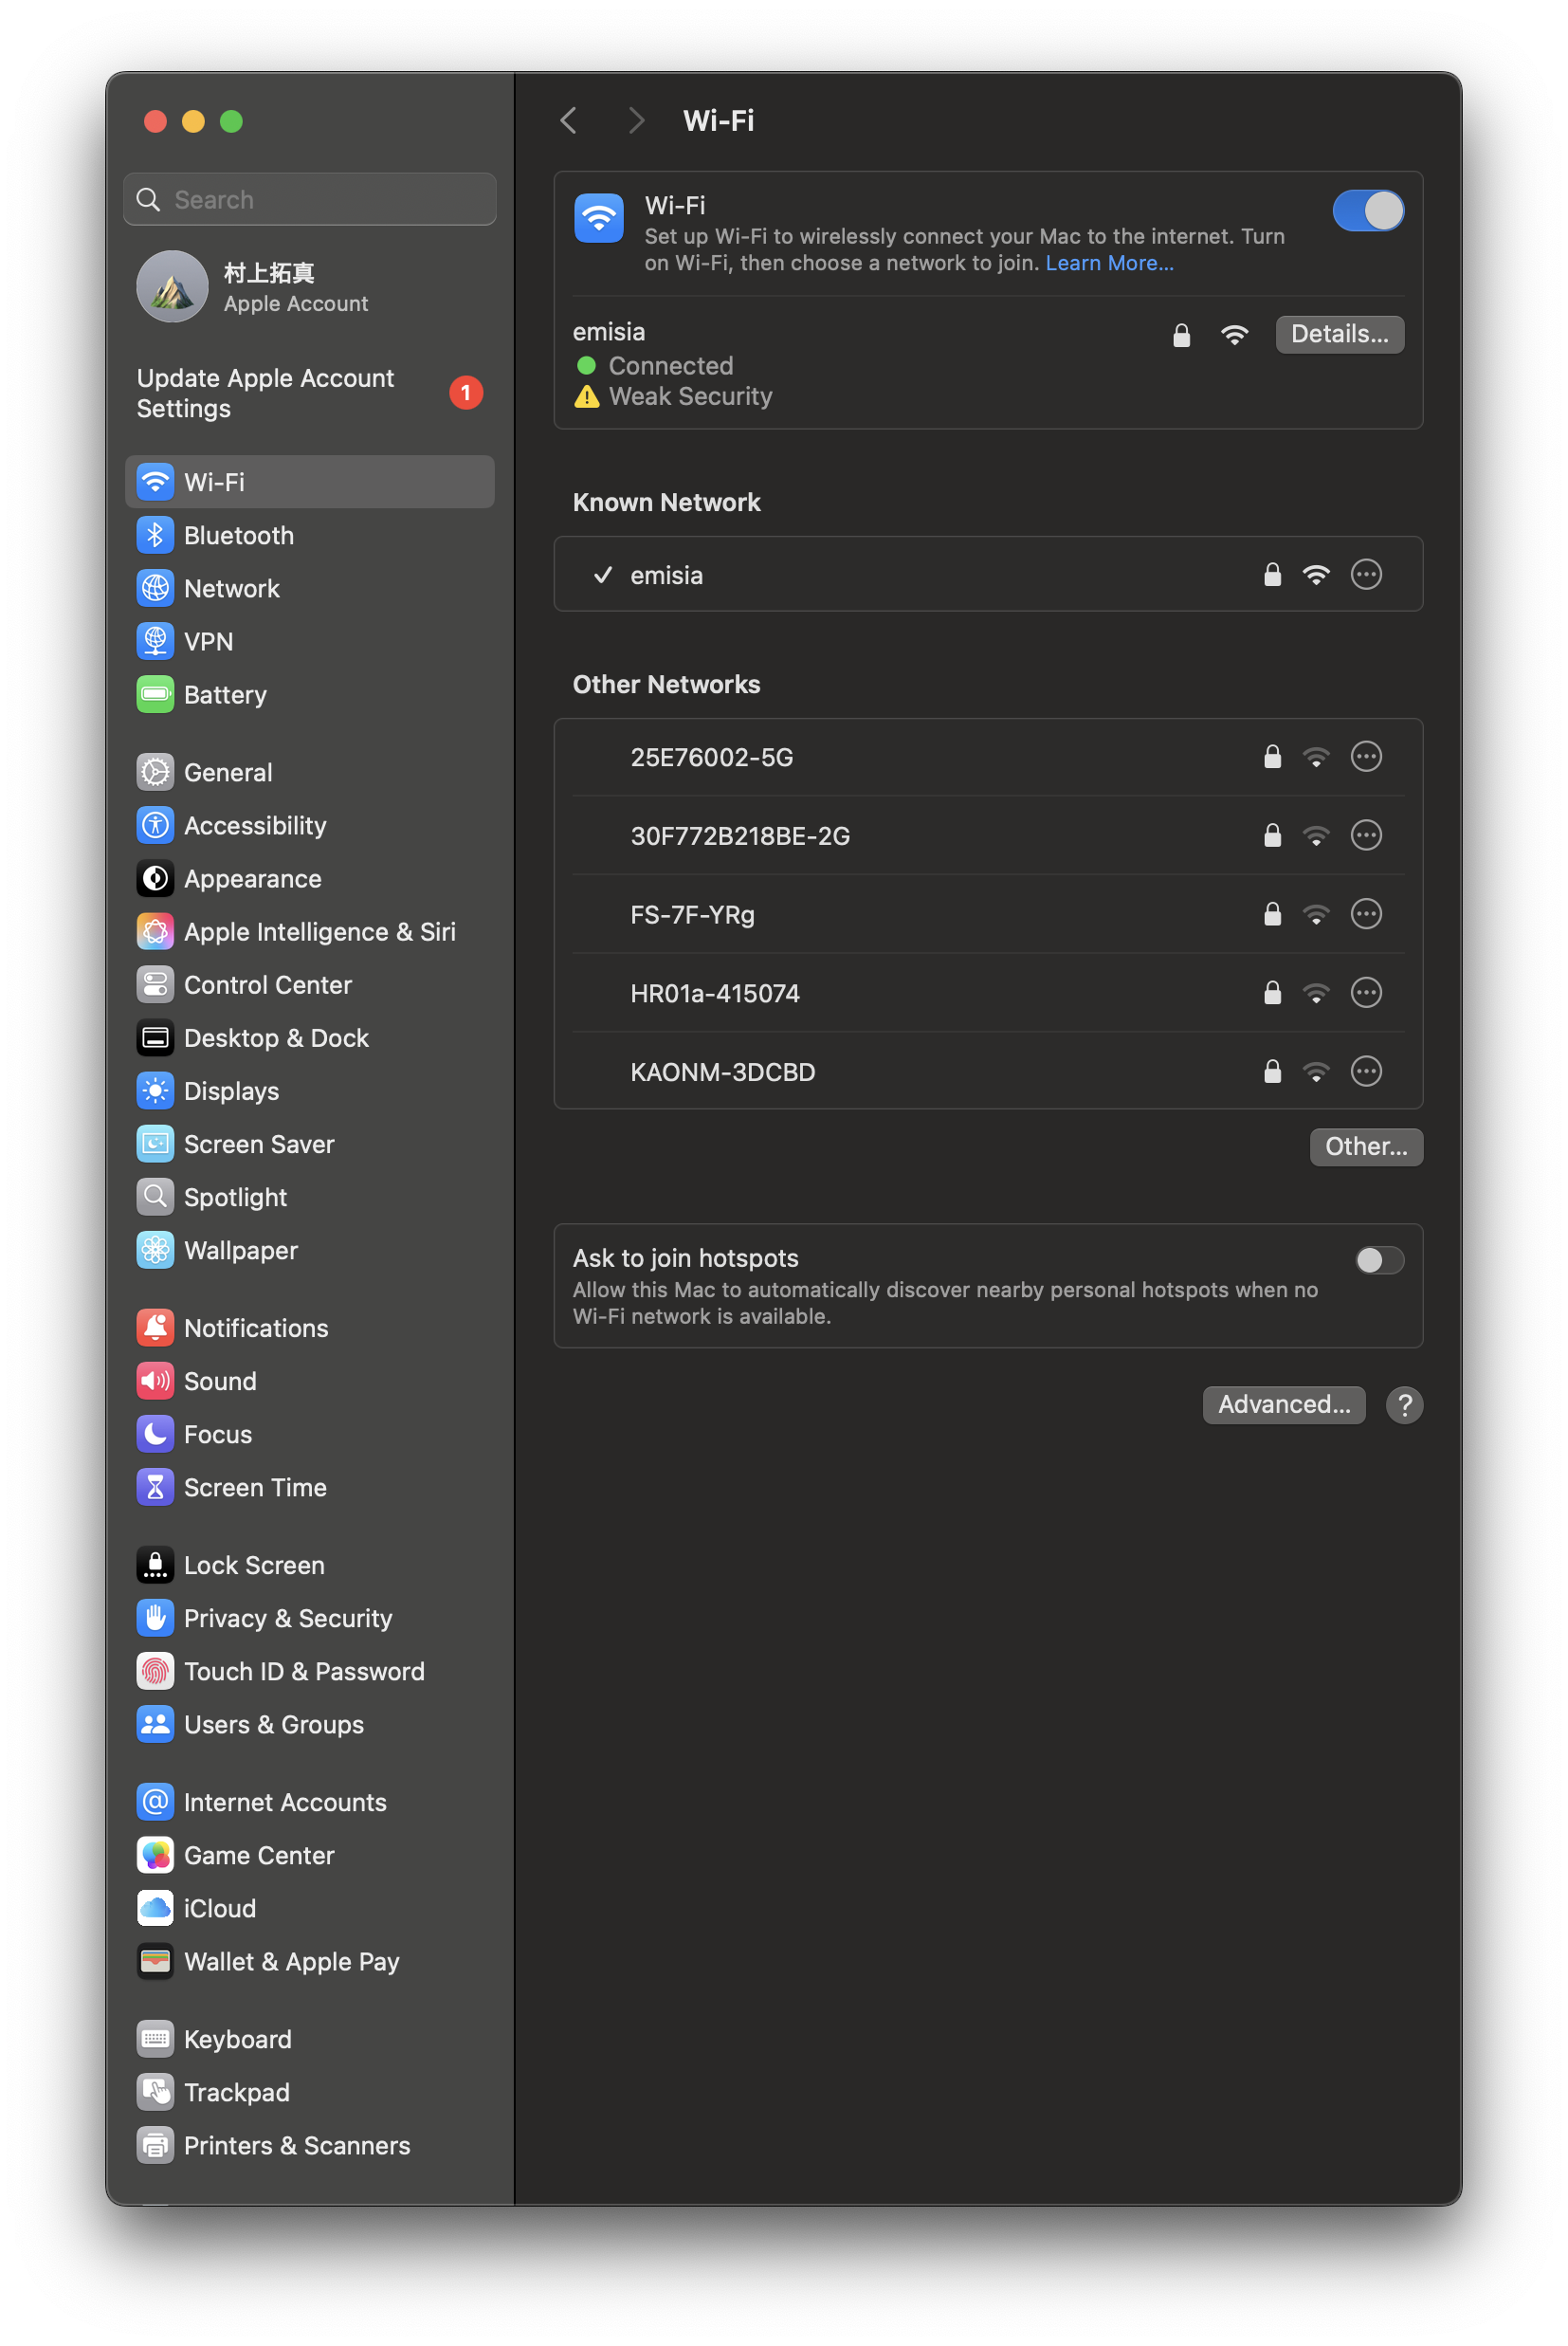 Search
村上拓真
Apple Account
Update Apple Account
Settings
1
Wi-Fi
Bluetooth
Network
VPN
Battery
General
Accessibility
Appearance
Apple Intelligence & Siri
Control Center
Desktop & Dock
Displays
Screen Saver
Spotlight
Wallpaper
Notifications
Sound
Focus
Screen Time
Lock Screen
Privacy & Security
Touch ID & Password
Users & Groups
Internet Accounts
Game Center
iCloud
Wallet & Apple Pay
Keyboard
Trackpad
Printers & Scanners
Wi-Fi
Wi-Fi
Set up Wi-Fi to wirelessly connect your Mac to the internet. Turn
on Wi-Fi, then choose a network to join. Learn More...
emisia
Details...
Connected
Weak Security
Known Network
emisia
Other Networks
25E76002-5G
30F772B218BE-2G
FS-7F-YRg
HR01a-415074
KAONM-3DCBD
Other...
Ask to join hotspots
Allow this Mac to automatically discover nearby personal hotspots when no
Wi-Fi network is available.
Advanced...
?